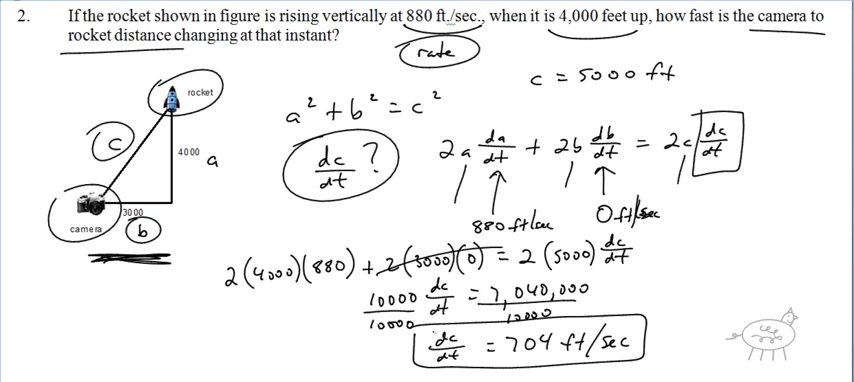 2. If the rocket shown in figure is rising vertically at 880 ft./sec., when it is 4,000 feet up, how fast is the camera to
rocket distance changing at that instant?
rate
c = 5000 ft
rocket
a² + b² = c²
c
4000 a
dc/dt ?
2a da/dt + 2b db/dt = 2c dc/dt
camera
3000
b
880 ft/sec
0 ft/sec
2(4000)(880) + 2(3000)(0) = 2(5000) dc/dt
10000/10000 dc/dt = 7,040,000/10000
dc/dt = 704 ft/sec